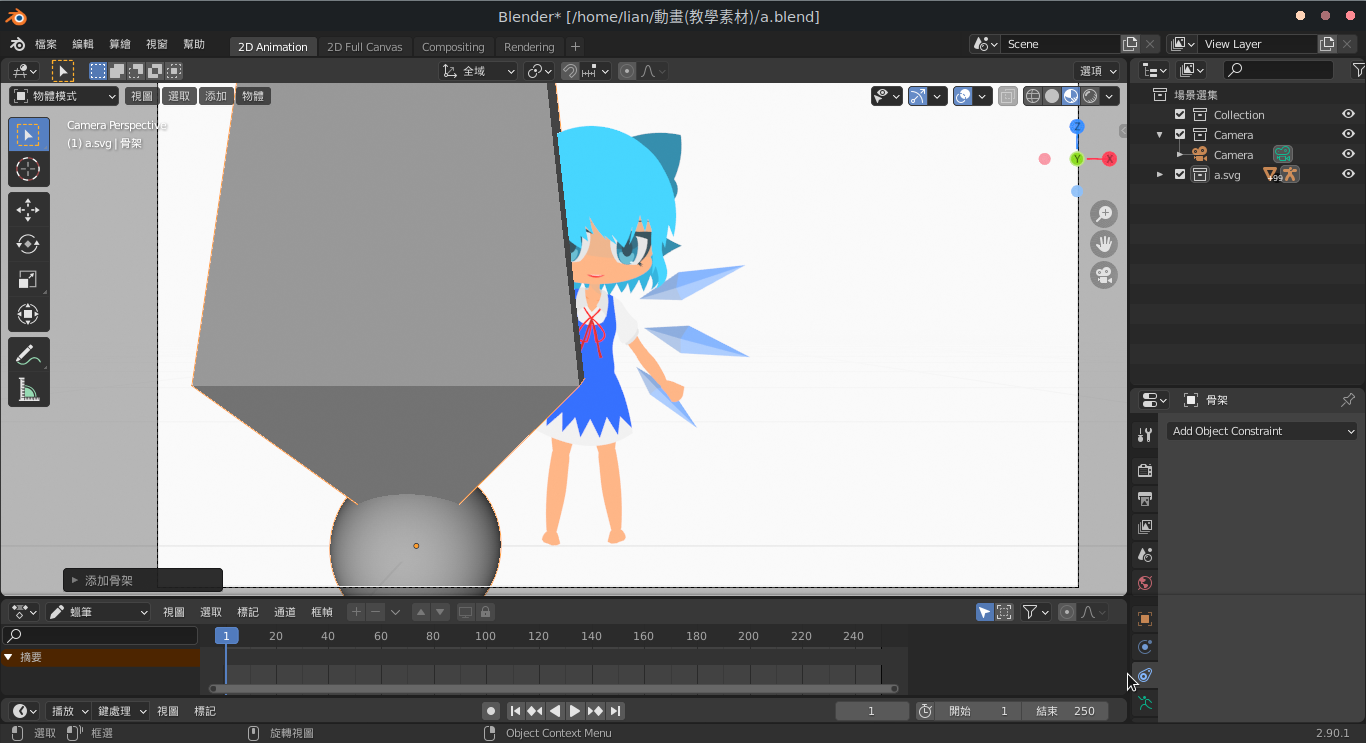 Blender* [/home/lian/動畫(教學素材)/a.blend]
檔案 編輯 算繪 視窗 幫助 2D Animation 2D Full Canvas Compositing Rendering + Scene View Layer
全域 選項
物體模式 視圖 選取 添加 物體
Camera Perspective
(1) a.svg | 骨架
Z
Y X
場景選集
Collection
Camera
Camera
a.svg +99
骨架
Add Object Constraint
添加骨架
蠟筆 視圖 選取 標記 通道 框幀
1 20 40 60 80 100 120 140 160 180 200 220 240
摘要
播放 鍵處理 視圖 標記 1 開始 1 結束 250
選取 框選 旋轉視圖 Object Context Menu 2.90.1